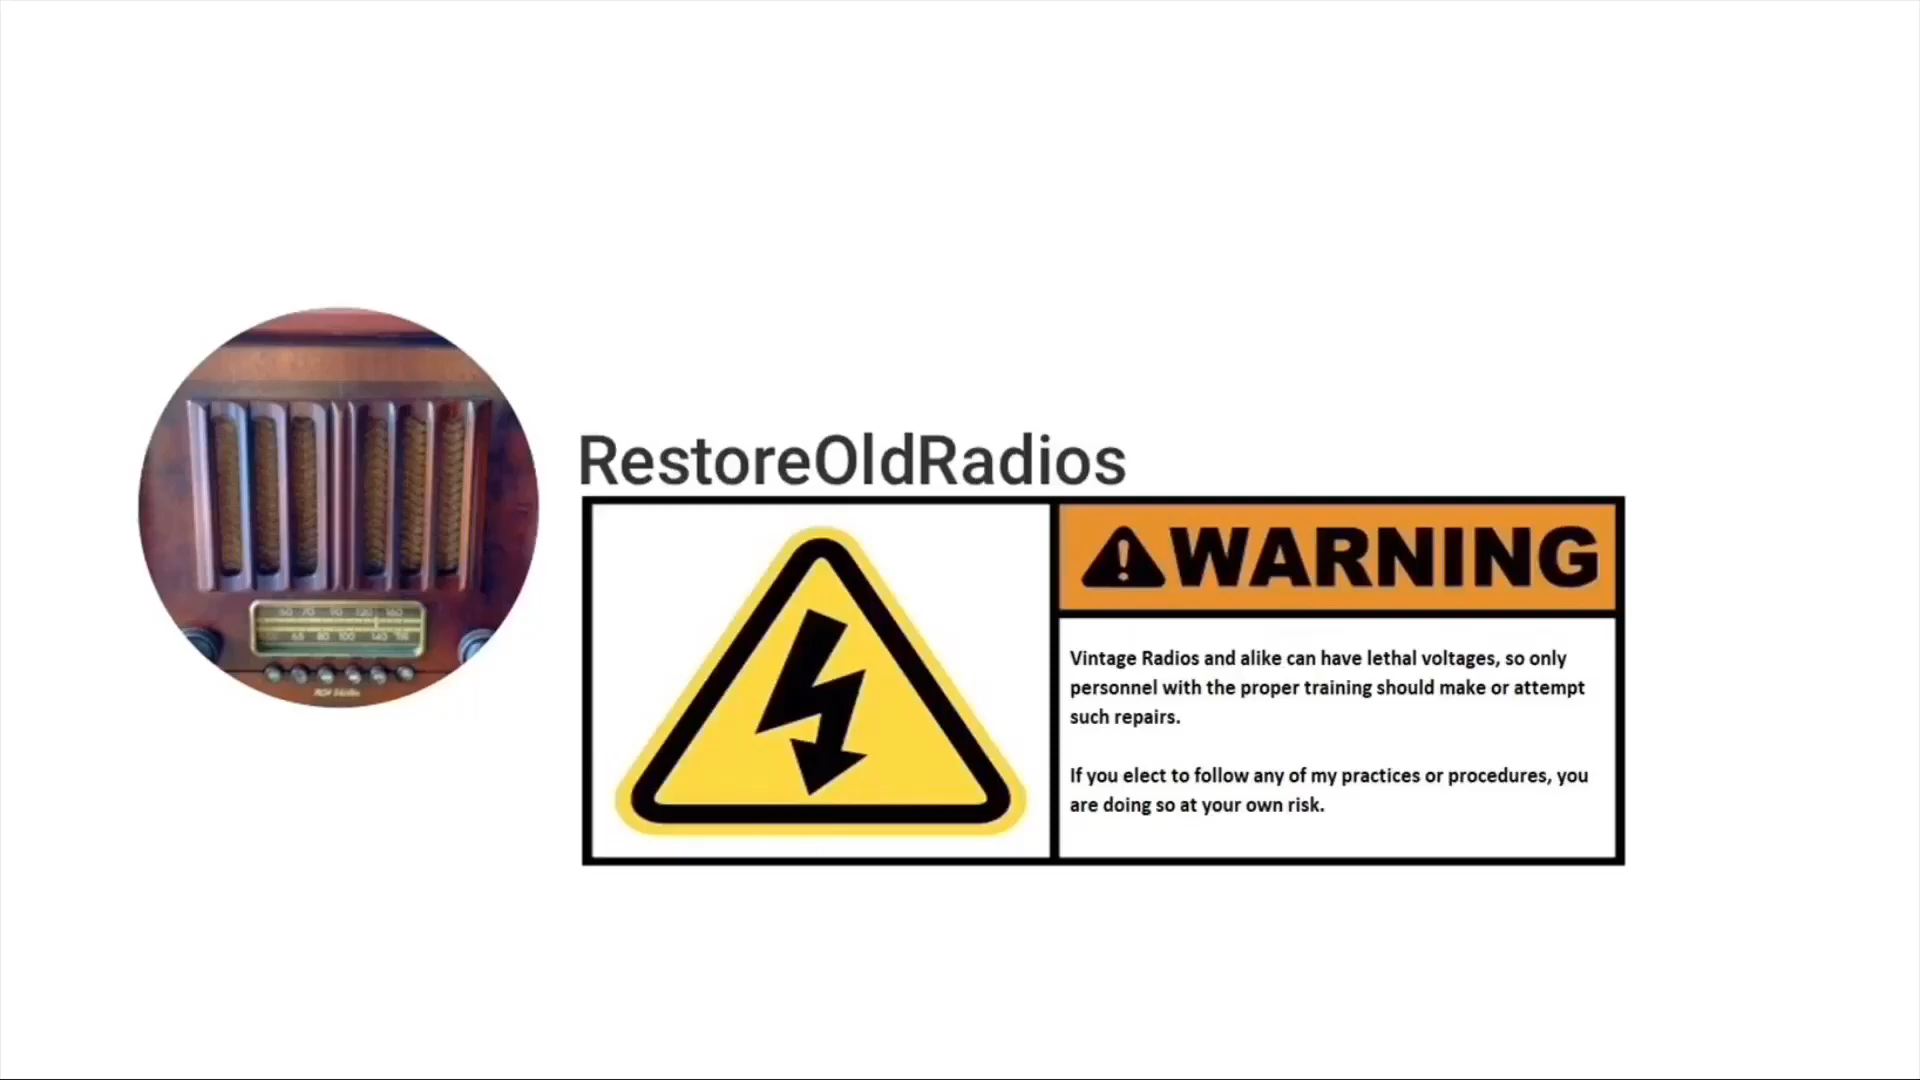 RestoreOldRadios
WARNING
Vintage Radios and alike can have lethal voltages, so only
personnel with the proper training should make or attempt
such repairs.
If you elect to follow any of my practices or procedures, you
are doing so at your own risk.